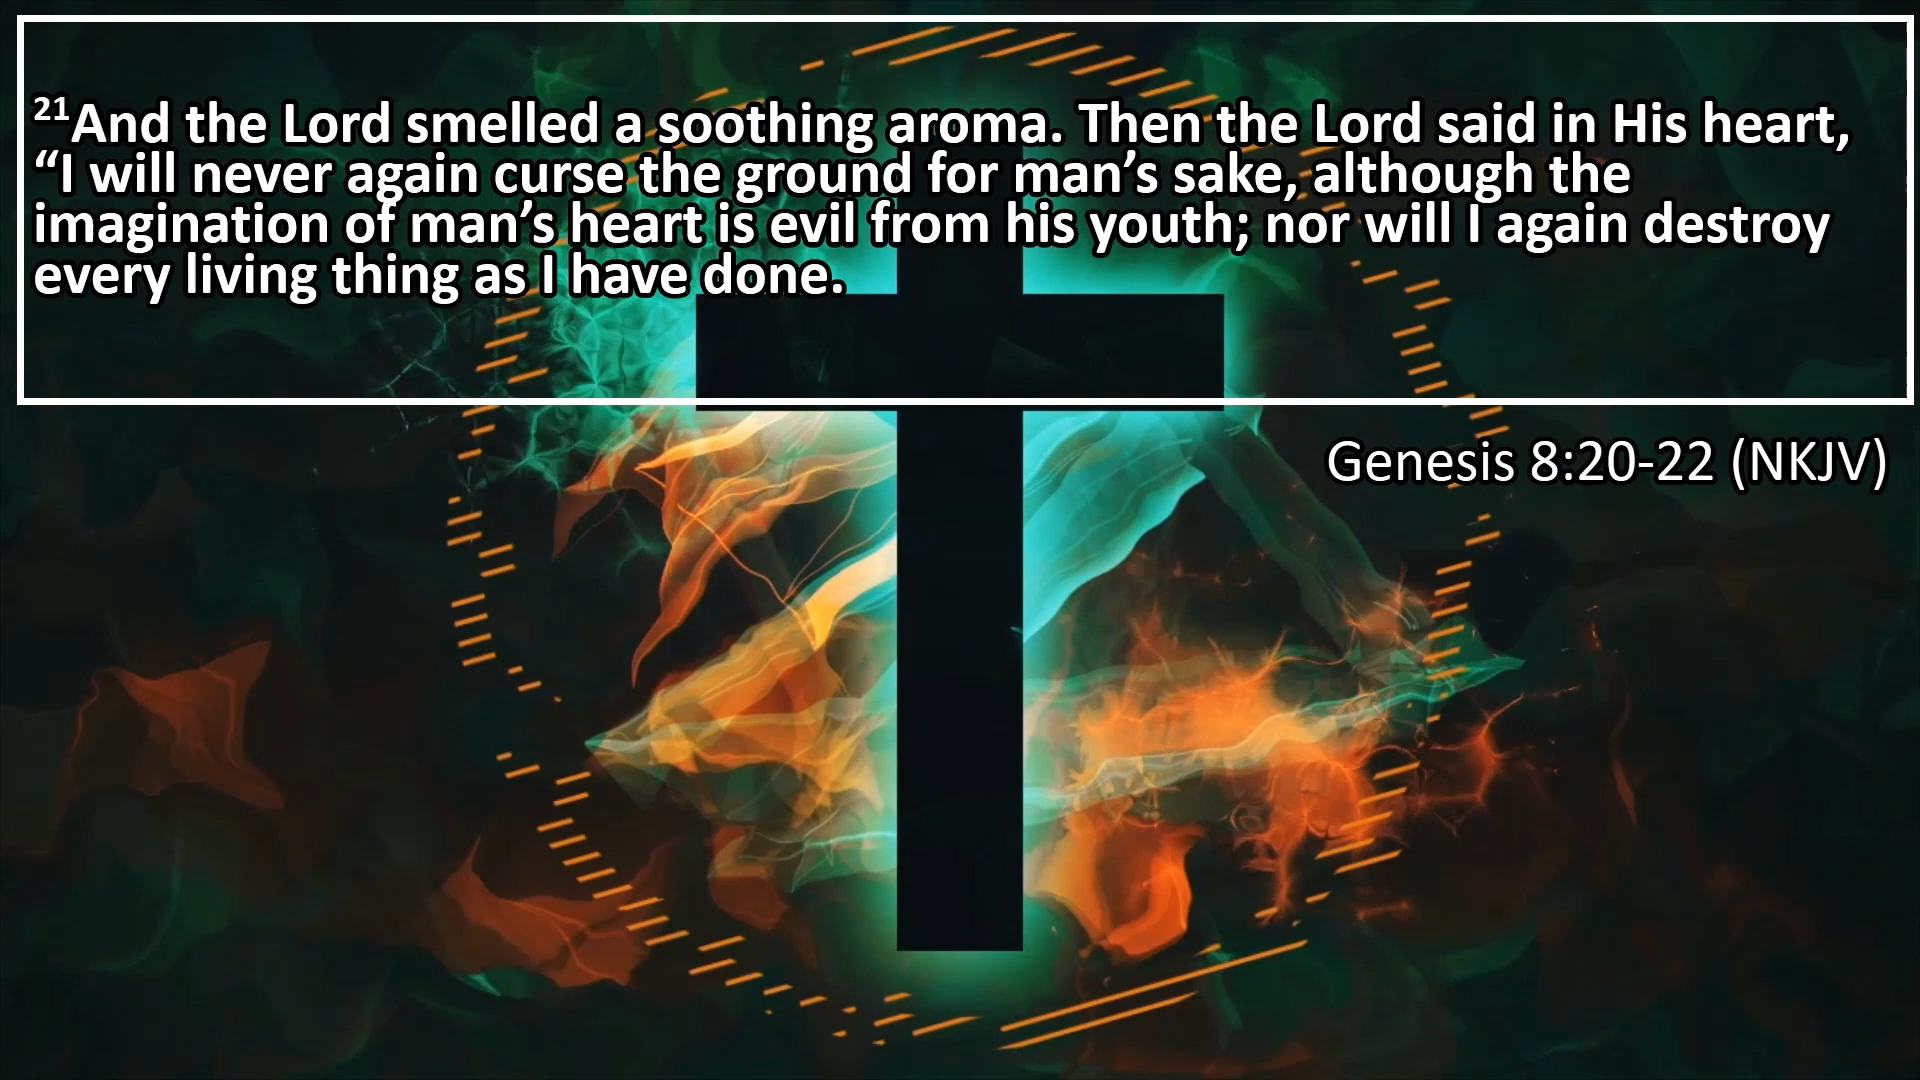 21And the Lord smelled a soothing aroma. Then the Lord said in His heart,
“I will never again curse the ground for man’s sake, although the
imagination of man’s heart is evil from his youth; nor will I again destroy
every living thing as I have done.
Genesis 8:20-22 (NKJV)